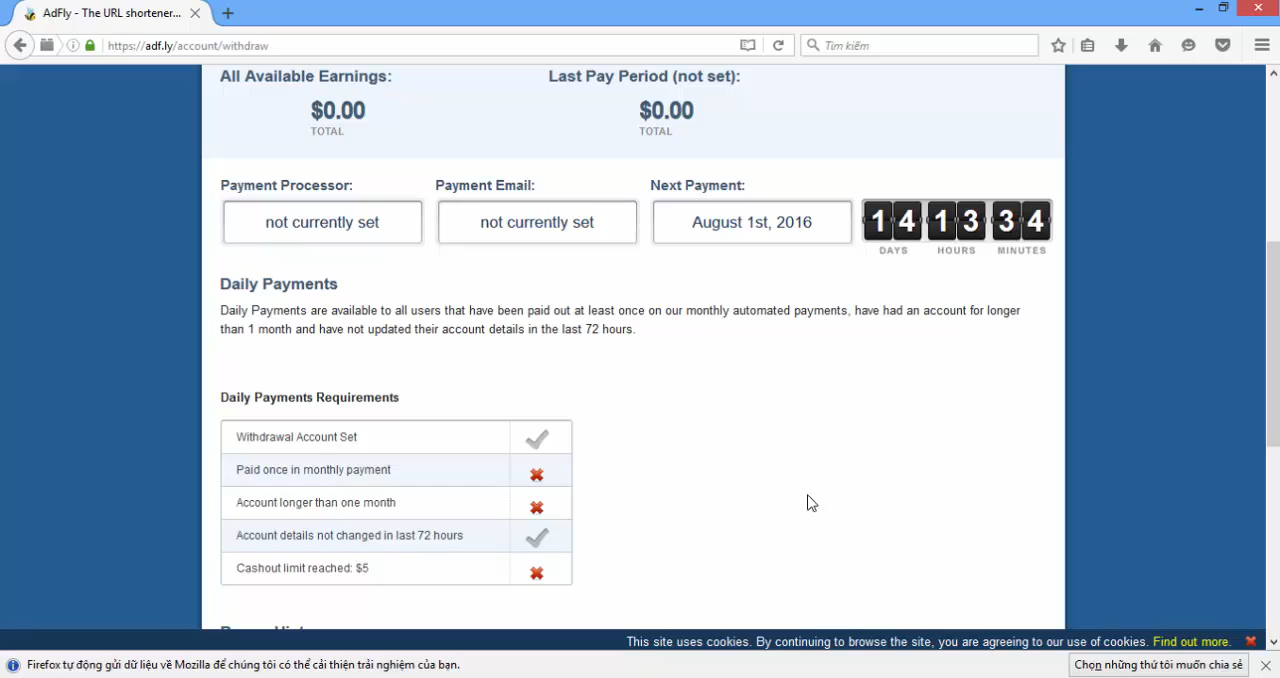 AdFly - The URL shortener...
https://adf.ly/account/withdraw
Tìm kiếm
All Available Earnings: Last Pay Period (not set):
$0.00 $0.00
TOTAL TOTAL
Payment Processor: Payment Email: Next Payment:
not currently set not currently set August 1st, 2016 14 13 34
DAYS HOURS MINUTES
Daily Payments
Daily Payments are available to all users that have been paid out at least once on our monthly automated payments, have had an account for longer
than 1 month and have not updated their account details in the last 72 hours.
Daily Payments Requirements
Withdrawal Account Set
Paid once in monthly payment
Account longer than one month
Account details not changed in last 72 hours
Cashout limit reached: $5
This site uses cookies. By continuing to browse the site, you are agreeing to our use of cookies. Find out more.
Firefox tự động gửi dữ liệu về Mozilla để chúng tôi có thể cải thiện trải nghiệm của bạn. Chọn những thứ tôi muốn chia sẻ